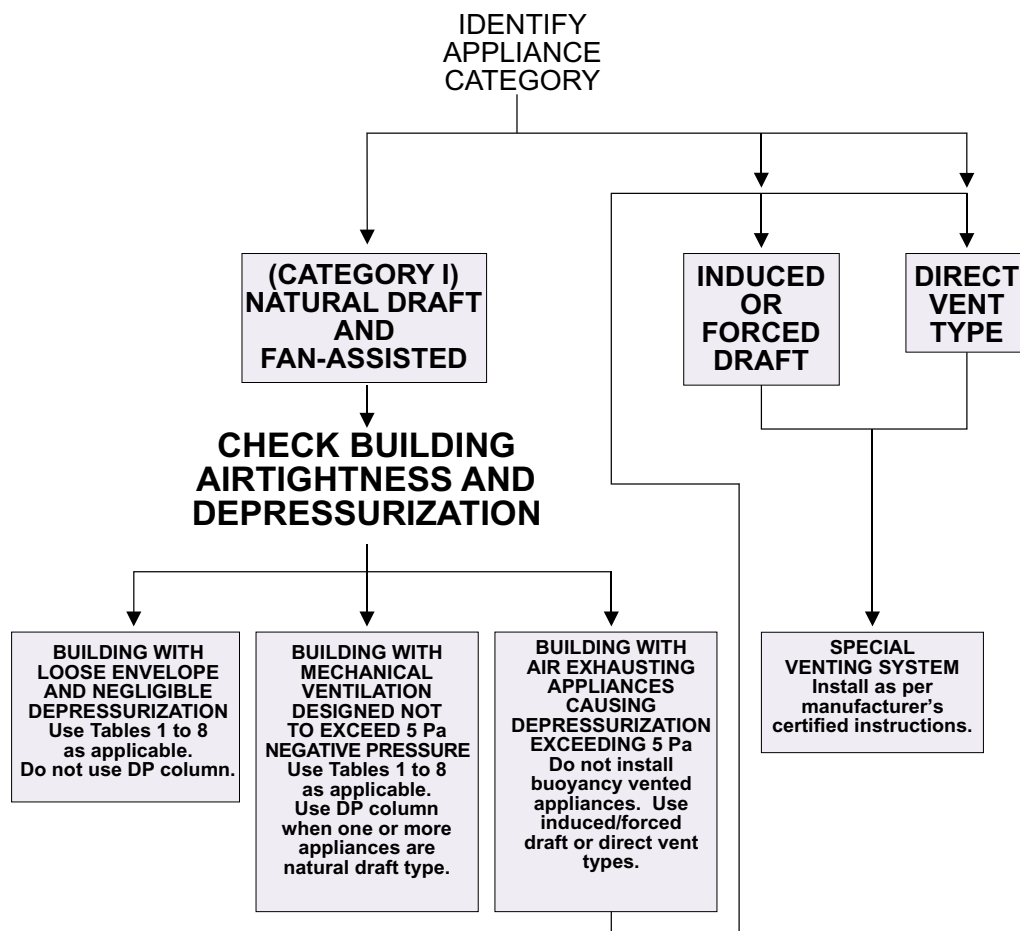 IDENTIFY
APPLIANCE
CATEGORY
(CATEGORY I)
NATURAL DRAFT
AND
FAN-ASSISTED
INDUCED
OR
FORCED
DRAFT
DIRECT
VENT
TYPE
CHECK BUILDING
AIRTIGHTNESS AND
DEPRESSURIZATION
BUILDING WITH
LOOSE ENVELOPE
AND NEGLIGIBLE
DEPRESSURIZATION
Use Tables 1 to 8
as applicable.
Do not use DP column.
BUILDING WITH
MECHANICAL
VENTILATION
DESIGNED NOT
TO EXCEED 5 Pa
NEGATIVE PRESSURE
Use Tables 1 to 8
as applicable.
Use DP column
when one or more
appliances are
natural draft type.
BUILDING WITH
AIR EXHAUSTING
APPLIANCES
CAUSING
DEPRESSURIZATION
EXCEEDING 5 Pa
Do not install
buoyancy vented
appliances. Use
induced/forced
draft or direct vent
types.
SPECIAL
VENTING SYSTEM
Install as per
manufacturer's
certified instructions.